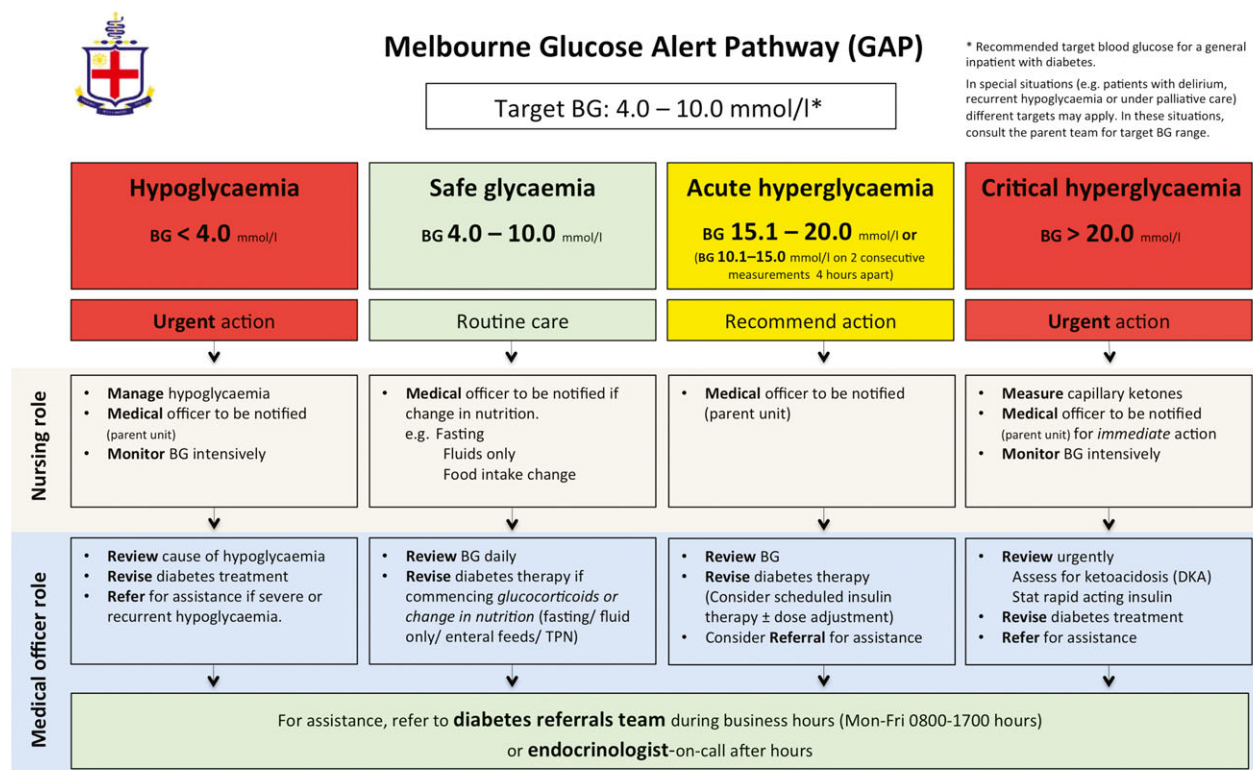 Melbourne Glucose Alert Pathway (GAP)
Target BG: 4.0 – 10.0 mmol/l*
* Recommended target blood glucose for a general
inpatient with diabetes.
In special situations (e.g. patients with delirium,
recurrent hypoglycaemia or under palliative care)
different targets may apply. In these situations,
consult the parent team for target BG range.
Hypoglycaemia
BG < 4.0 mmol/l
Safe glycaemia
BG 4.0 – 10.0 mmol/l
Acute hyperglycaemia
BG 15.1 – 20.0 mmol/l or
(BG 10.1–15.0 mmol/l on 2 consecutive
measurements 4 hours apart)
Critical hyperglycaemia
BG > 20.0 mmol/l
Urgent action
Routine care
Recommend action
Urgent action
Nursing role
• Manage hypoglycaemia
• Medical officer to be notified
(parent unit)
• Monitor BG intensively
• Medical officer to be notified if
change in nutrition.
e.g. Fasting
Fluids only
Food intake change
• Medical officer to be notified
(parent unit)
• Measure capillary ketones
• Medical officer to be notified
(parent unit) for immediate action
• Monitor BG intensively
Medical officer role
• Review cause of hypoglycaemia
• Revise diabetes treatment
• Refer for assistance if severe or
recurrent hypoglycaemia.
• Review BG daily
• Revise diabetes therapy if
commencing glucocorticoids or
change in nutrition (fasting/ fluid
only/ enteral feeds/ TPN)
• Review BG
• Revise diabetes therapy
(Consider scheduled insulin
therapy ± dose adjustment)
• Consider Referral for assistance
• Review urgently
Assess for ketoacidosis (DKA)
Stat rapid acting insulin
• Revise diabetes treatment
• Refer for assistance
For assistance, refer to diabetes referrals team during business hours (Mon-Fri 0800-1700 hours)
or endocrinologist-on-call after hours